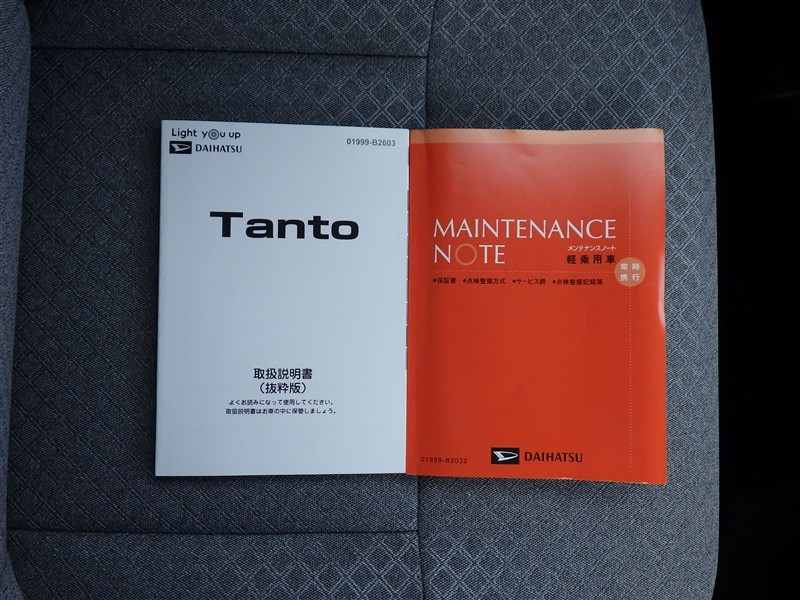 Light you up
DAIHATSU
01999-B2603
Tanto
取扱説明書
（抜粋版）
よくお読みになって使用してください。
取扱説明書はお車の中に保管しましょう。
MAINTENANCE
NOTE
メンテナンスノート
軽乗用車
常時
携行
●保証書 ●点検整備方式 ●サービス網 ●点検整備記録簿
01999-B2032
DAIHATSU